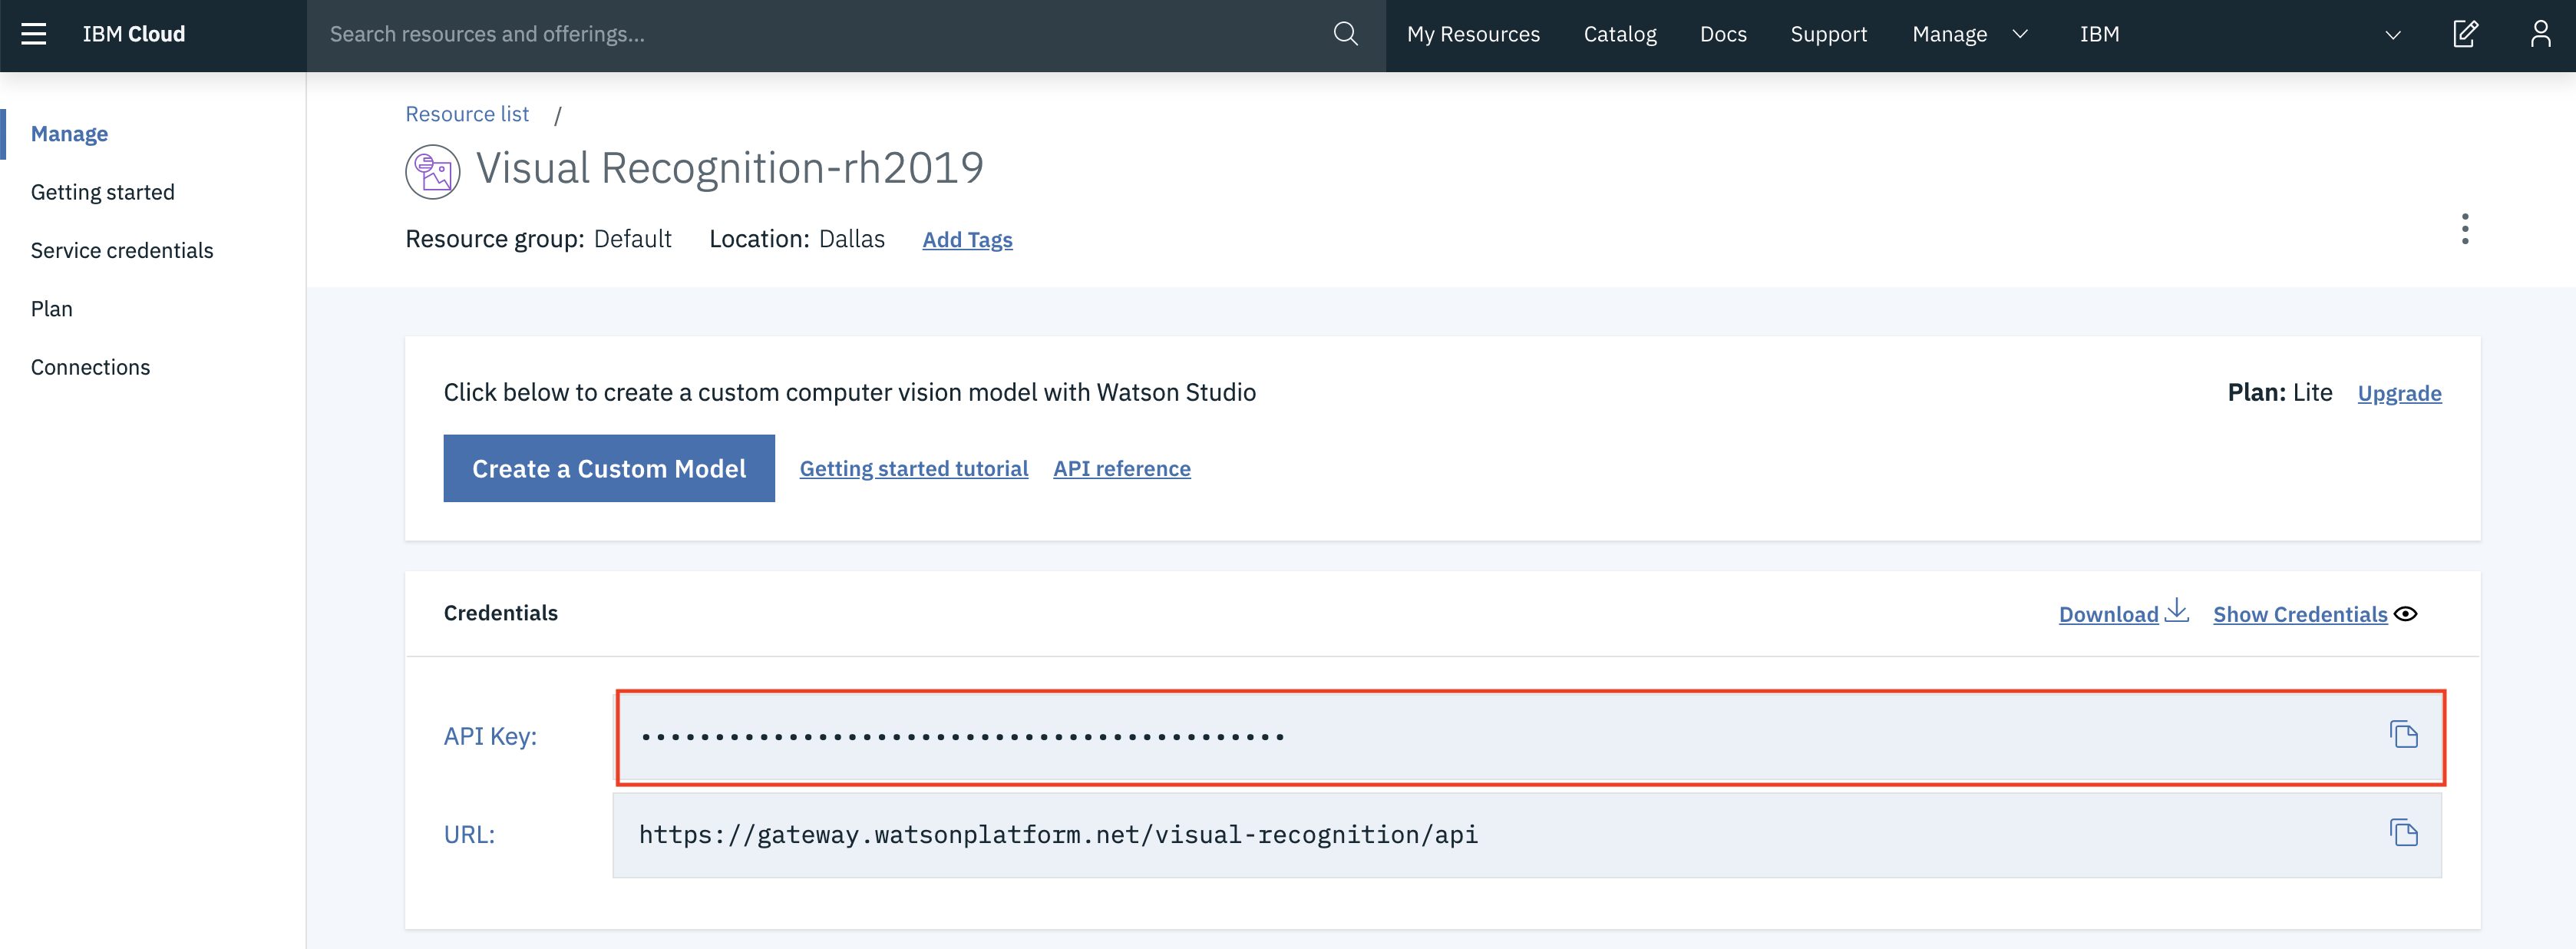 IBM Cloud
Search resources and offerings...
My Resources
Catalog
Docs
Support
Manage
IBM
Manage
Getting started
Service credentials
Plan
Connections
Resource list /
Visual Recognition-rh2019
Resource group: Default Location: Dallas Add Tags
Click below to create a custom computer vision model with Watson Studio
Plan: Lite Upgrade
Create a Custom Model
Getting started tutorial
API reference
Credentials
Download
Show Credentials
API Key: ••••••••••••••••••••••••••••••••••••••••••••
URL: https://gateway.watsonplatform.net/visual-recognition/api